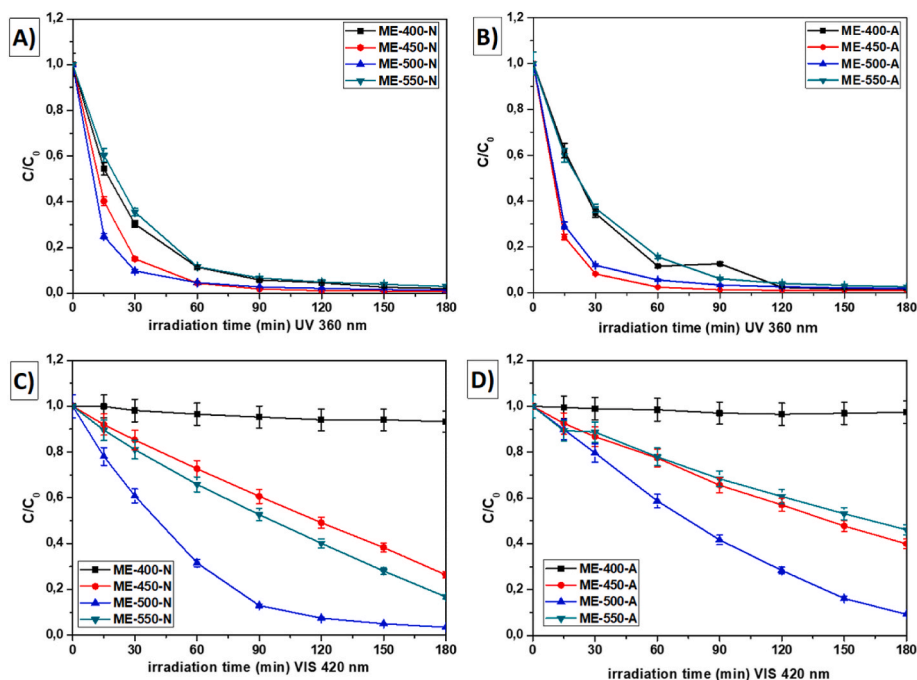 A)
1,2
1,0
0,8
0,6
0,4
0,2
0,0
C/C0
0 30 60 90 120 150 180
irradiation time (min) UV 360 nm
ME-400-N
ME-450-N
ME-500-N
ME-550-N
B)
1,2
1,0
0,8
0,6
0,4
0,2
0,0
C/C0
0 30 60 90 120 150 180
irradiation time (min) UV 360 nm
ME-400-A
ME-450-A
ME-500-A
ME-550-A
C)
1,2
1,0
0,8
0,6
0,4
0,2
0,0
C/C0
0 30 60 90 120 150 180
irradiation time (min) VIS 420 nm
ME-400-N
ME-450-N
ME-500-N
ME-550-N
D)
1,2
1,0
0,8
0,6
0,4
0,2
0,0
C/C0
0 30 60 90 120 150 180
irradiation time (min) VIS 420 nm
ME-400-A
ME-450-A
ME-500-A
ME-550-A